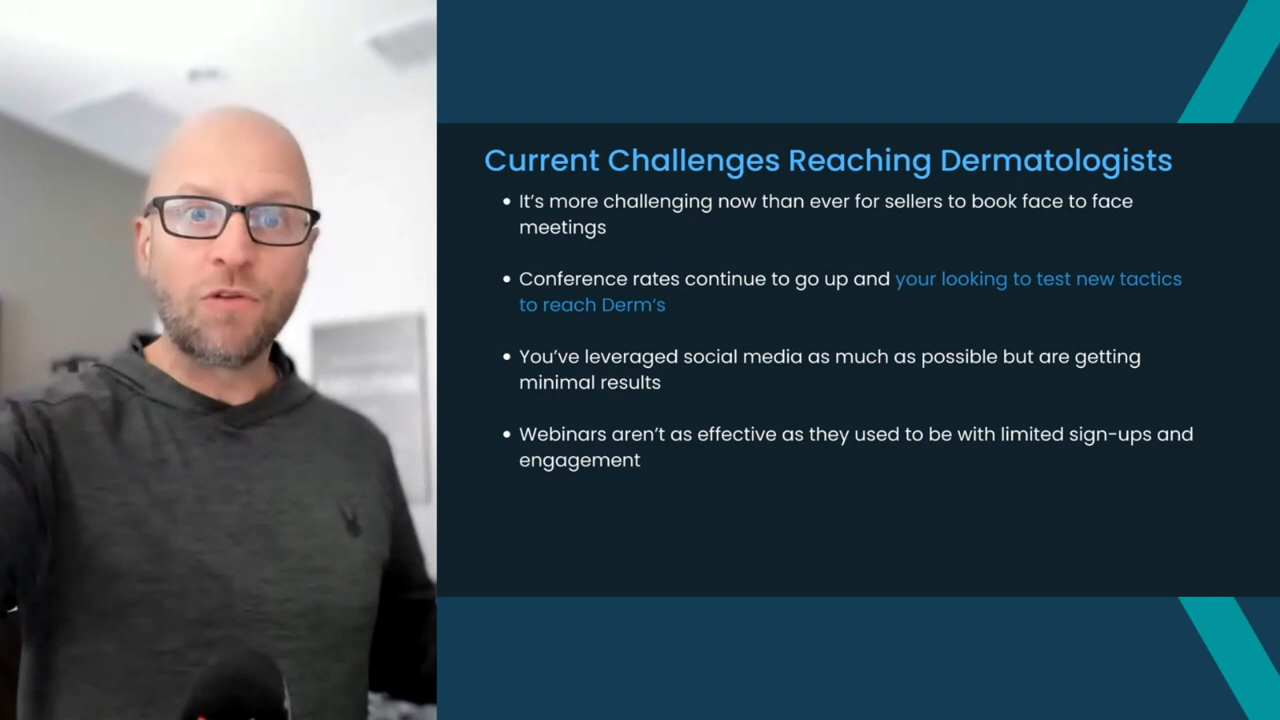 Current Challenges Reaching Dermatologists
• It's more challenging now than ever for sellers to book face to face
meetings
• Conference rates continue to go up and your looking to test new tactics
to reach Derm's
• You've leveraged social media as much as possible but are getting
minimal results
• Webinars aren't as effective as they used to be with limited sign-ups and
engagement